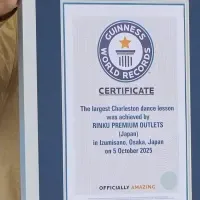 GUINNESS
WORLD RECORDS
CERTIFICATE
The largest Charleston dance lesson
was achieved by
RINKU PREMIUM OUTLETS
(Japan)
in Izumisano, Osaka, Japan
on 5 October 2025
OFFICIALLY AMAZING